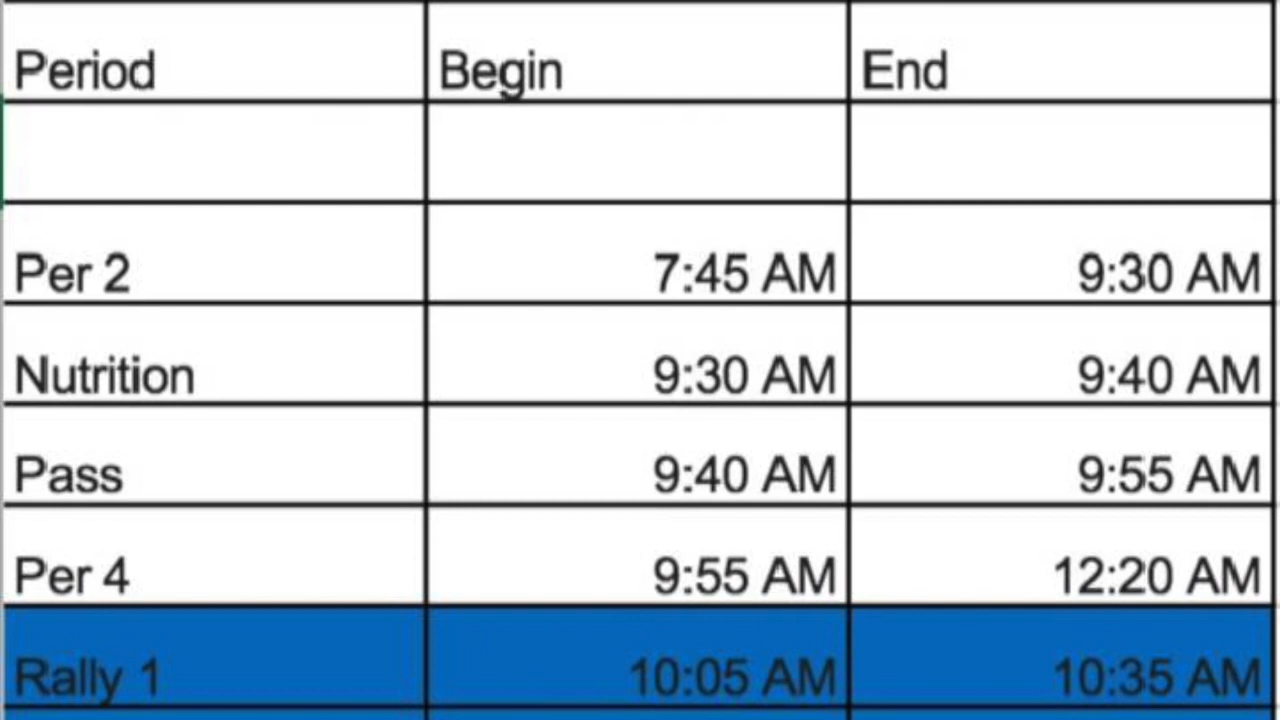 Period Begin End
Per 2 7:45 AM 9:30 AM
Nutrition 9:30 AM 9:40 AM
Pass 9:40 AM 9:55 AM
Per 4 9:55 AM 12:20 AM
Rally 1 10:05 AM 10:35 AM